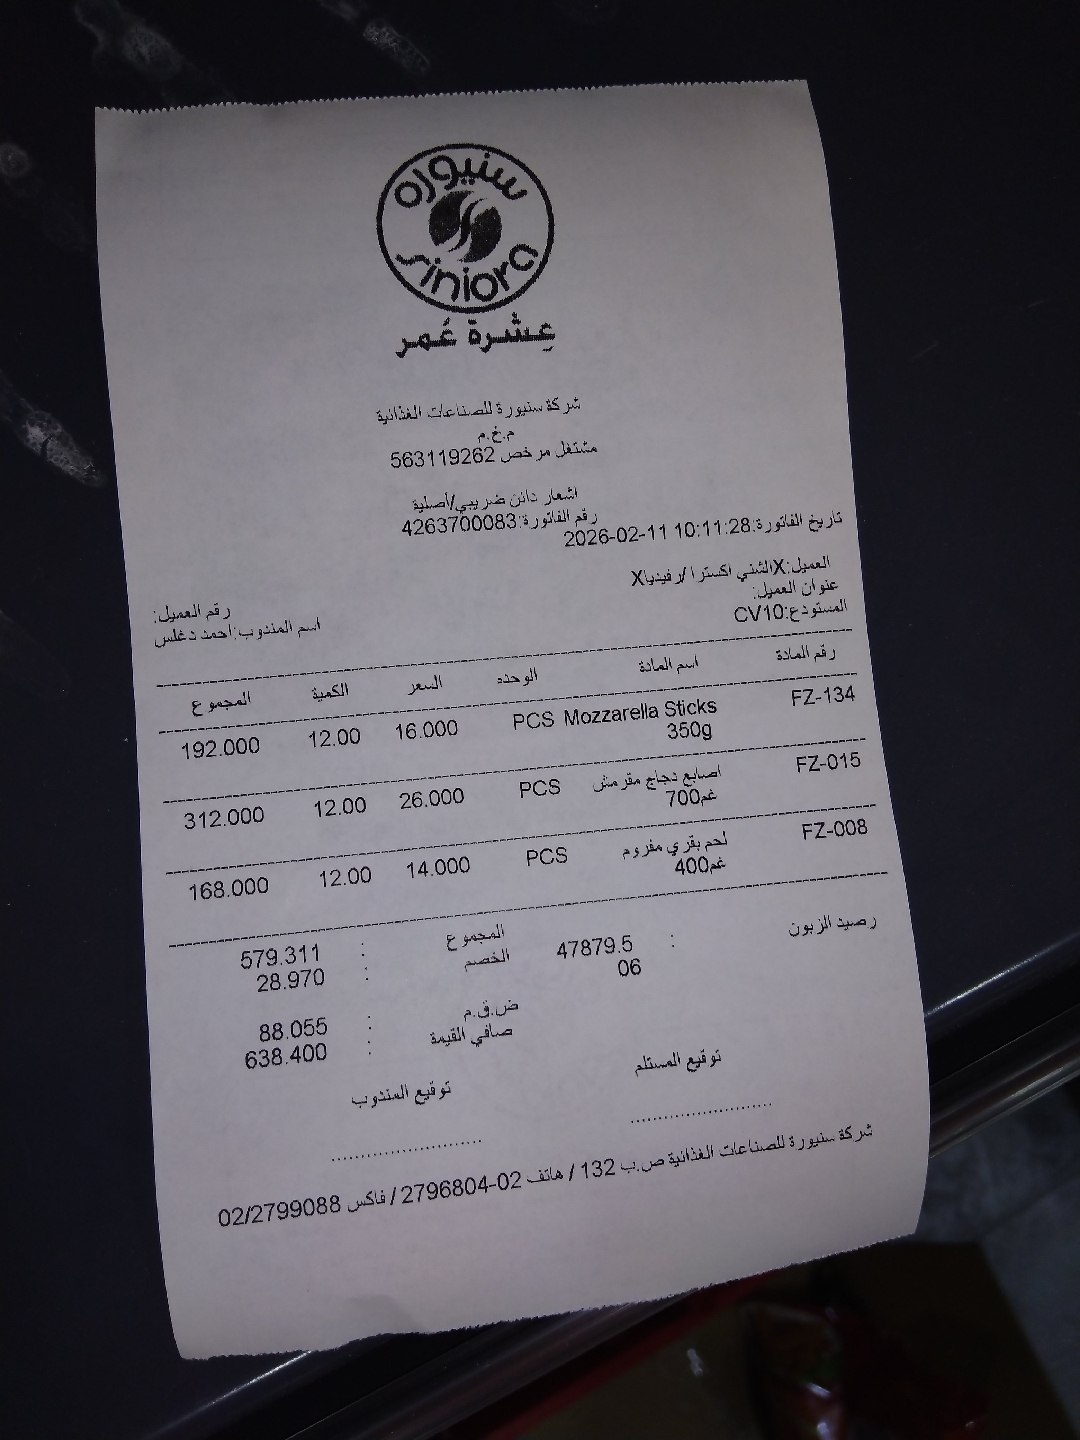 سنيورة
siniora
عِشرة عُمر
شركة سنيورة للصناعات الغذائية
م.خ.م
مشتغل مرخص 563119262
اشعار دائن ضريبي/أصلية
رقم الفاتورة:4263700083
تاريخ الفاتورة:2026-02-11 10:11:28
العميل:Xالشني اكسترا /رفيدياX
عنوان العميل:
رقم العميل:
المستودع:CV10
اسم المندوب:احمد دغلس
رقم المادة اسم المادة الوحده السعر الكمية المجموع
FZ-134 Mozzarella Sticks PCS 16.000 12.00 192.000
350g
FZ-015 اصابع دجاج مقرمش PCS 26.000 12.00 312.000
700غم
FZ-008 لحم بقري مفروم PCS 14.000 12.00 168.000
400غم
رصيد الزبون : 47879.5
06
المجموع : 579.311
الخصم : 28.970
ض.ق.م : 88.055
صافي القيمة : 638.400
توقيع المستلم
توقيع المندوب
شركة سنيورة للصناعات الغذائية ص.ب 132 / هاتف 02-2796804 / فاكس 02/2799088